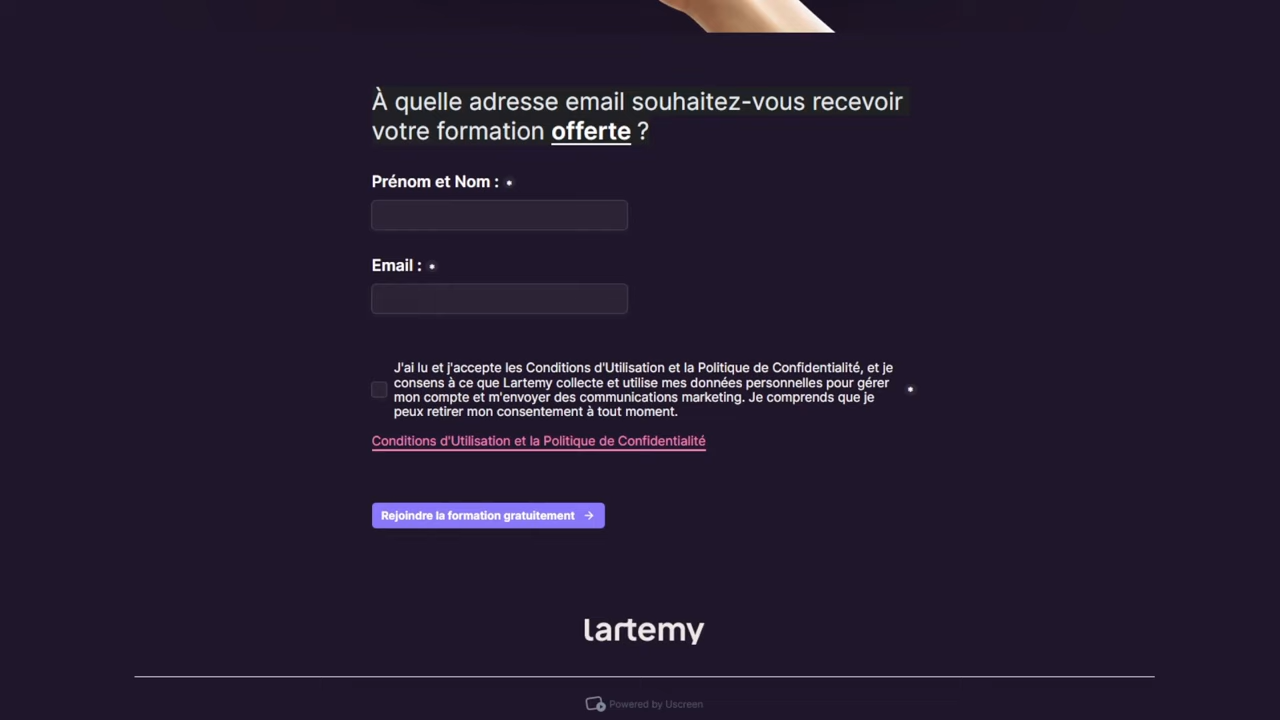 À quelle adresse email souhaitez-vous recevoir
votre formation offerte ?
Prénom et Nom :
Email :
J'ai lu et j'accepte les Conditions d'Utilisation et la Politique de Confidentialité, et je
consens à ce que Lartemy collecte et utilise mes données personnelles pour gérer
mon compte et m'envoyer des communications marketing. Je comprends que je
peux retirer mon consentement à tout moment.
Conditions d'Utilisation et la Politique de Confidentialité
Rejoindre la formation gratuitement →
lartemy
Powered by Uscreen